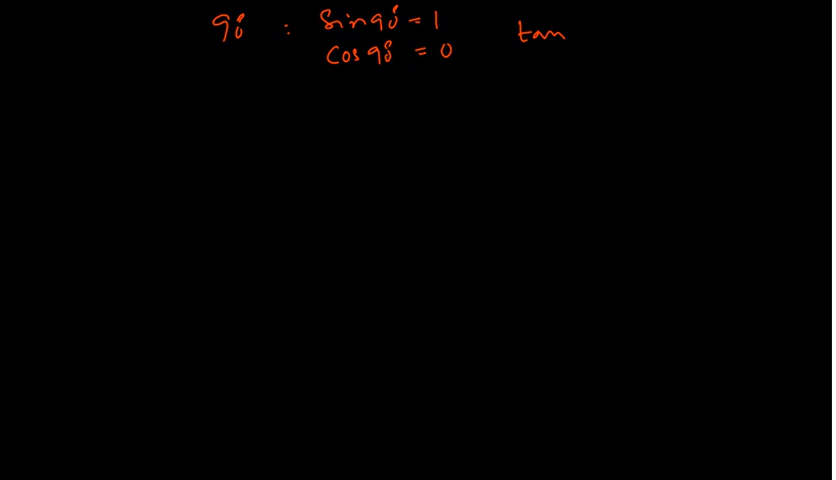 90° : sin90° = 1 tan
cos90° = 0